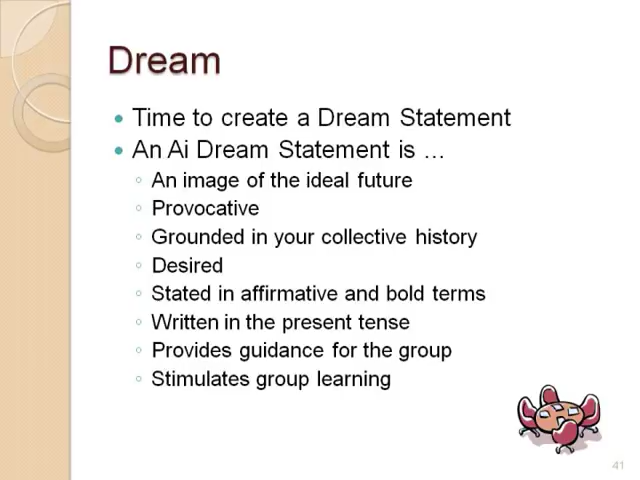 Dream
• Time to create a Dream Statement
• An Ai Dream Statement is ...
◦ An image of the ideal future
◦ Provocative
◦ Grounded in your collective history
◦ Desired
◦ Stated in affirmative and bold terms
◦ Written in the present tense
◦ Provides guidance for the group
◦ Stimulates group learning
41